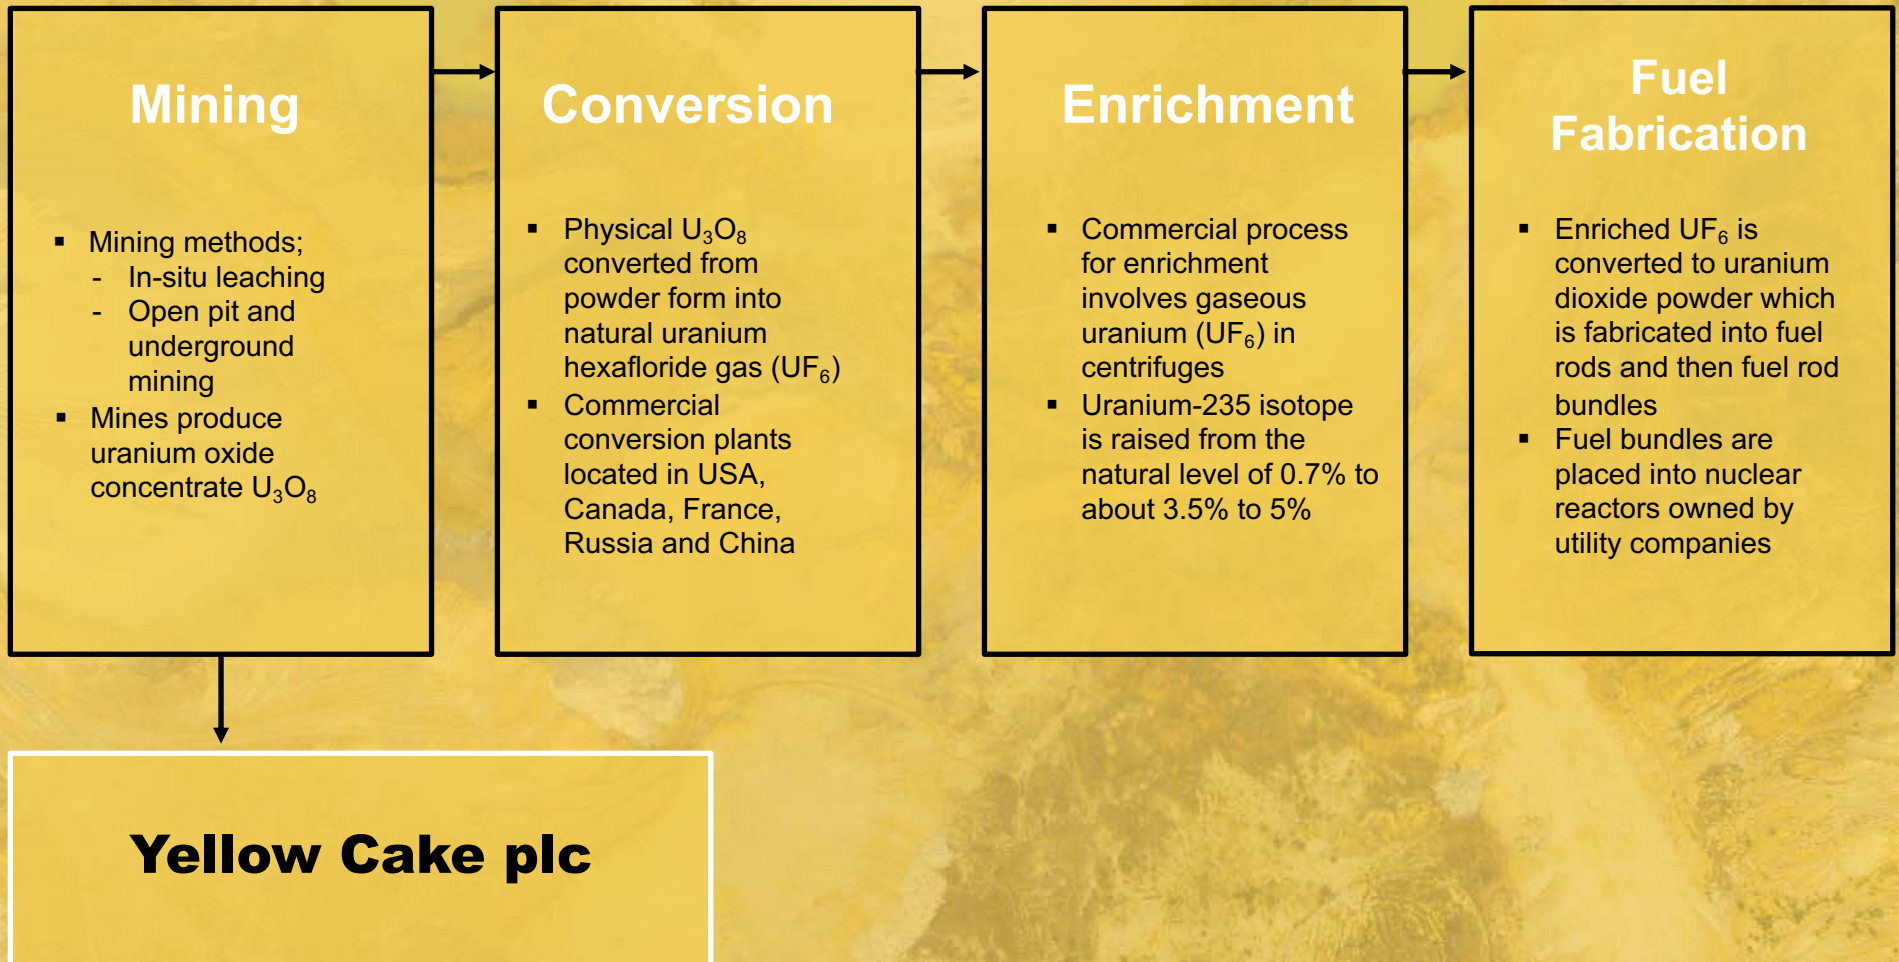 Mining
▪ Mining methods;
- In-situ leaching
- Open pit and
underground
mining
▪ Mines produce
uranium oxide
concentrate U₃O₈
Conversion
▪ Physical U₃O₈
converted from
powder form into
natural uranium
hexafloride gas (UF₆)
▪ Commercial
conversion plants
located in USA,
Canada, France,
Russia and China
Enrichment
▪ Commercial process
for enrichment
involves gaseous
uranium (UF₆) in
centrifuges
▪ Uranium-235 isotope
is raised from the
natural level of 0.7% to
about 3.5% to 5%
Fuel
Fabrication
▪ Enriched UF₆ is
converted to uranium
dioxide powder which
is fabricated into fuel
rods and then fuel rod
bundles
▪ Fuel bundles are
placed into nuclear
reactors owned by
utility companies
Yellow Cake plc